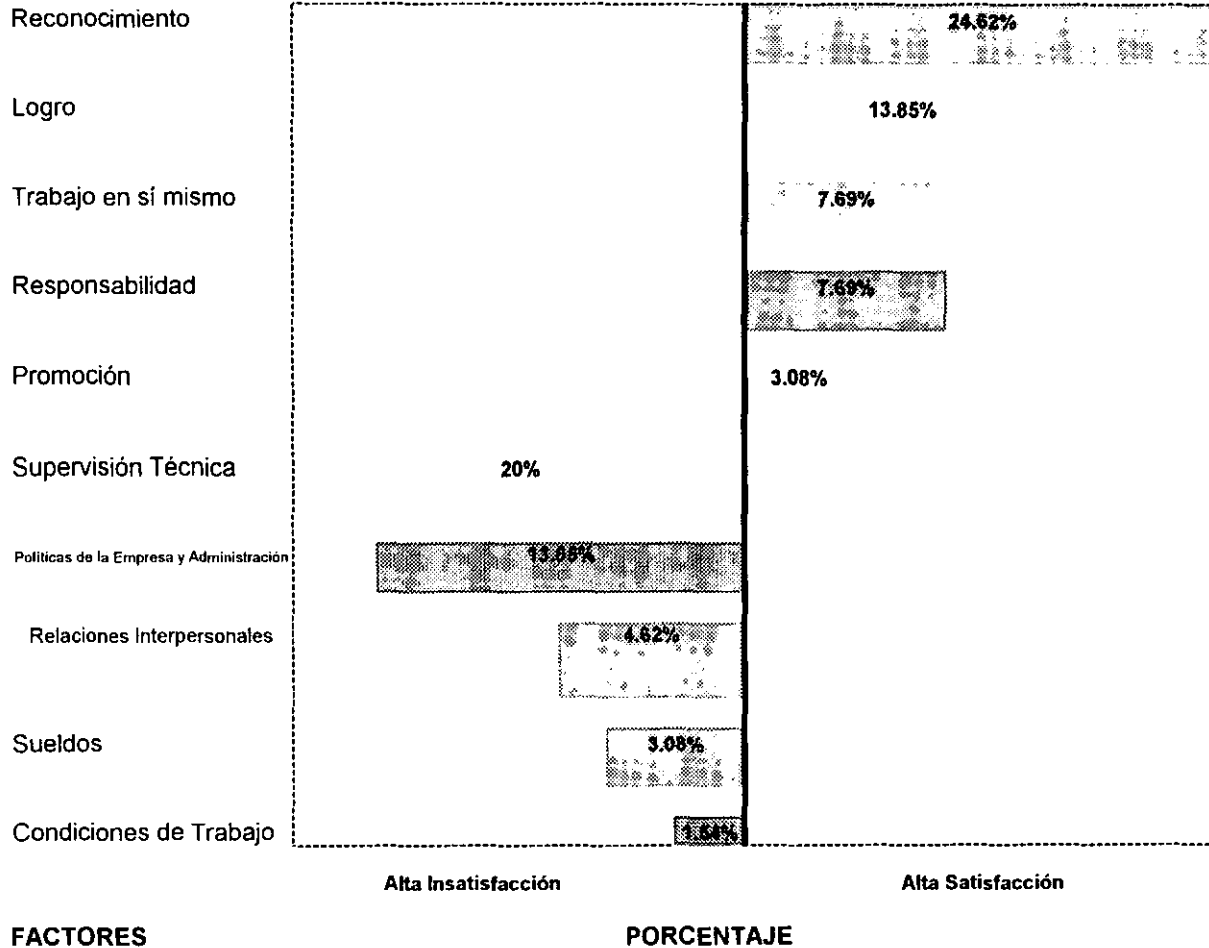 Reconocimiento 24.62%
Logro 13.85%
Trabajo en sí mismo 7.69%
Responsabilidad 7.69%
Promoción 3.08%
Supervisión Técnica 20%
Políticas de la Empresa y Administración
Relaciones Interpersonales 4.62%
Sueldos 3.08%
Condiciones de Trabajo 1.54%
Alta Insatisfacción Alta Satisfacción
FACTORES PORCENTAJE